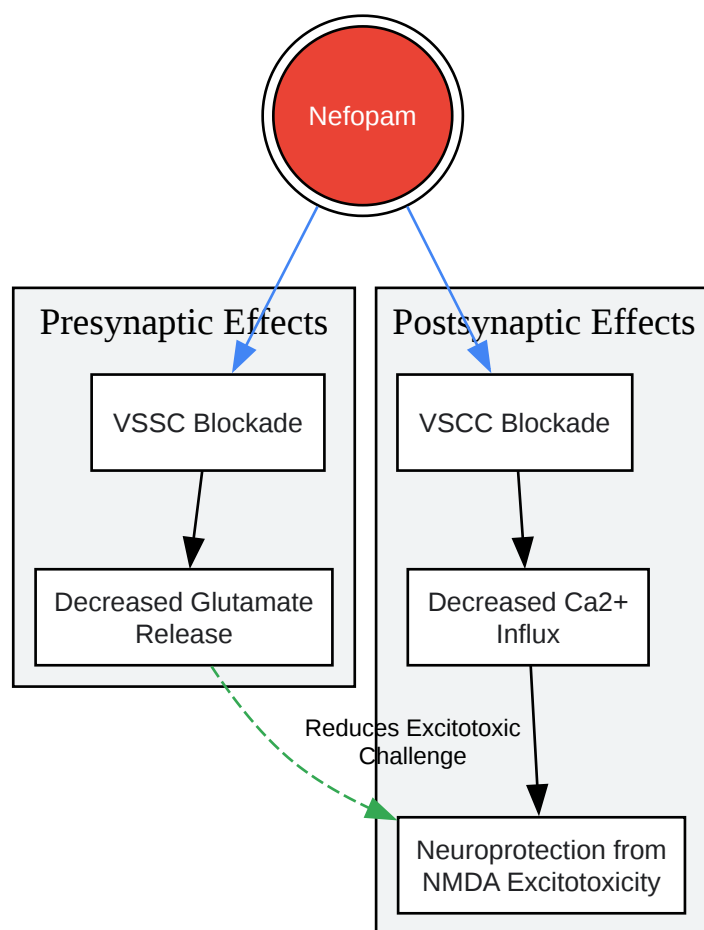 Nefopam
Presynaptic Effects
Postsynaptic Effects
VSSC Blockade
VSCC Blockade
Decreased Glutamate
Release
Decreased Ca2+
Influx
Reduces Excitotoxic
Challenge
Neuroprotection from
NMDA Excitotoxicity